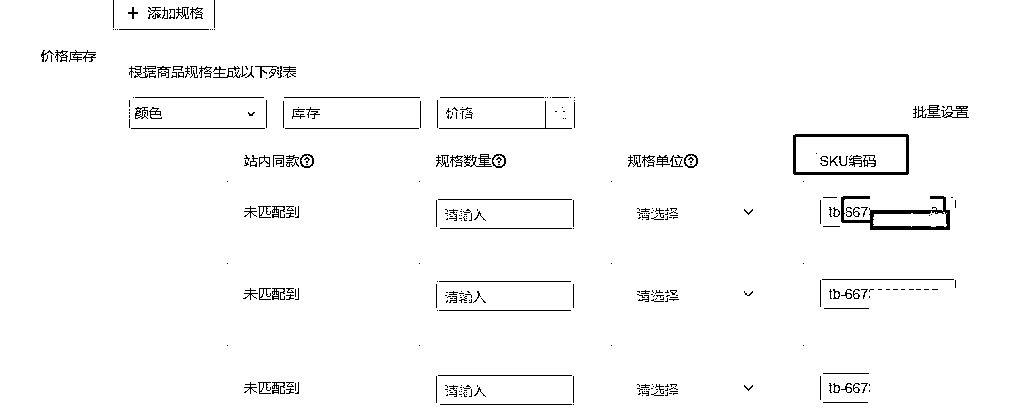 + 添加规格
价格库存
根据商品规格生成以下列表
颜色 库存 价格 批量设置
站内同款? 规格数量? 规格单位? SKU编码
未匹配到 请输入 请选择 tb-667
未匹配到 请输入 请选择 tb-667
未匹配到 请输入 请选择 tb-667